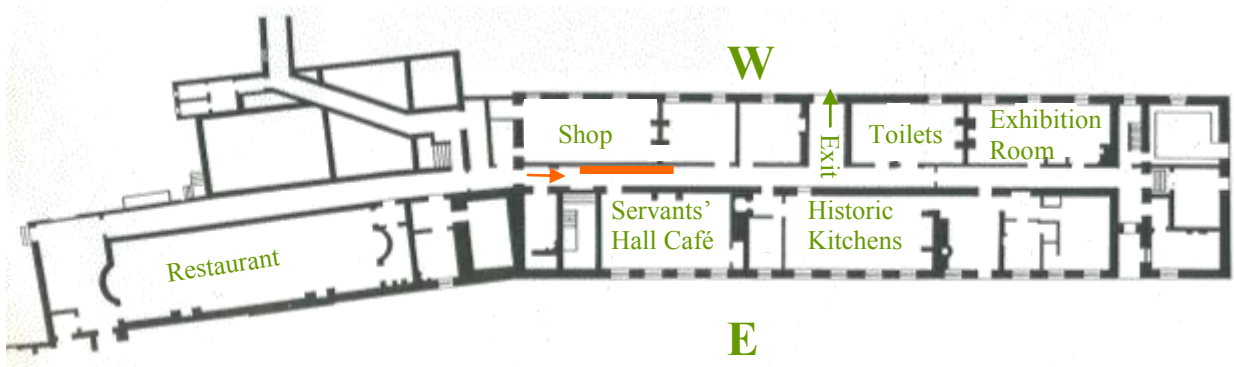 W
Shop
Exit
Toilets
Exhibition
Room
Servants’
Hall Café
Historic
Kitchens
Restaurant
E